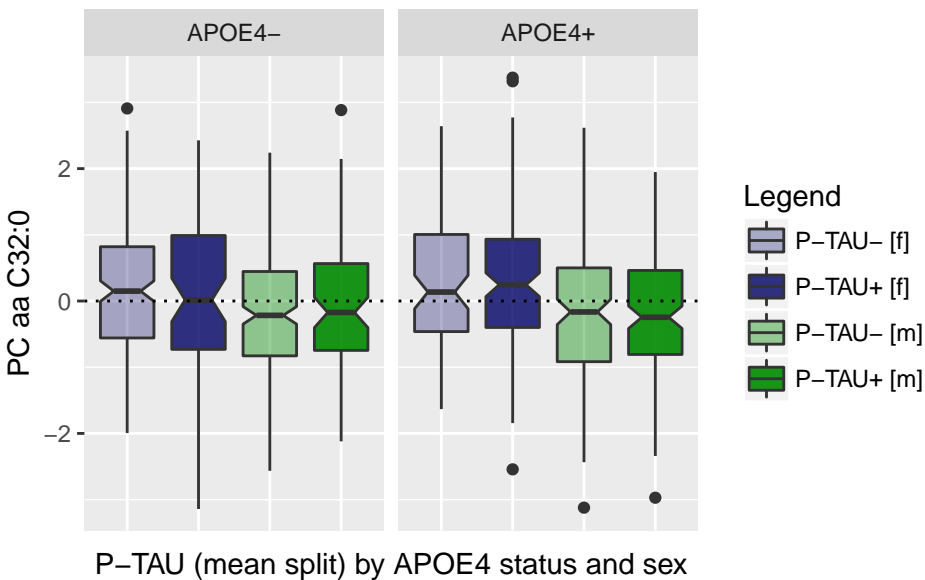 APOE4− APOE4+
PC aa C32:0
2
0
−2
Legend
P−TAU− [f]
P−TAU+ [f]
P−TAU− [m]
P−TAU+ [m]
P−TAU (mean split) by APOE4 status and sex